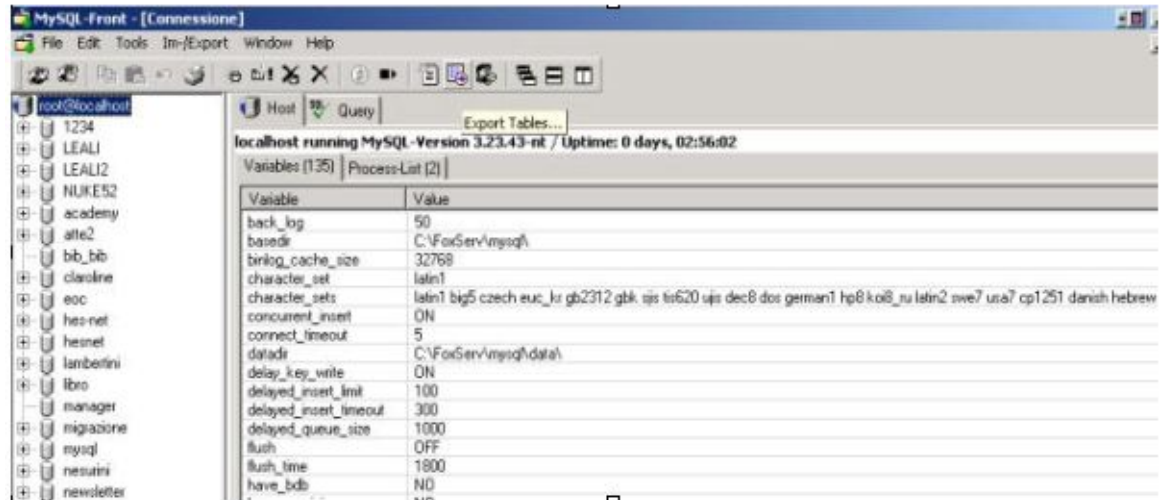 MySQL-Front - [Connessione]
File Edit Tools Im-/Export Window Help
root@localhost
1234
LEALI
LEALI2
NUKE52
academy
atte2
bib_bib
claroline
eoc
hes-net
hesnet
lambertini
libro
manager
migrazione
mysql
nesurini
newsletter
Host Query
Export Tables...
localhost running MySQL-Version 3.23.43-nt / Uptime: 0 days, 02:56:02
Variables (135) Process-List (2)
Variable Value
back_log 50
basedir C:\FoxServ\mysql\
binlog_cache_size 32768
character_set latin1
character_sets latin1 big5 czech euc_kr gb2312 gbk sjis tis620 ujis dec8 dos german1 hp8 koi8_ru latin2 swe7 usa7 cp1251 danish hebrew
concurrent_insert ON
connect_timeout 5
datadir C:\FoxServ\mysql\data\
delay_key_write ON
delayed_insert_limit 100
delayed_insert_timeout 300
delayed_queue_size 1000
flush OFF
flush_time 1800
have_bdb NO